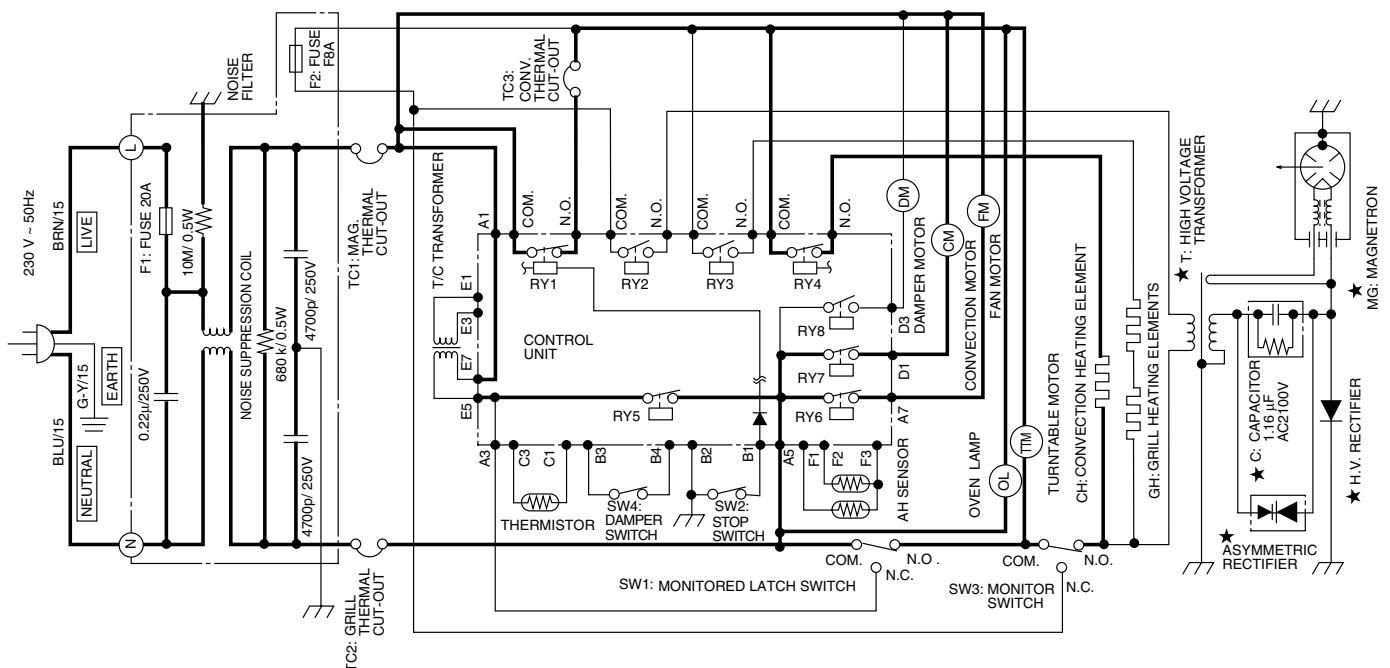 230 V ~ 50Hz
BRN/15
LIVE
L
F1: FUSE 20A
10M/ 0.5W
NOISE
FILTER
F2: FUSE
F8A
G-Y/15
EARTH
BLU/15
NEUTRAL
N
0.22µ/250V
NOISE SUPPRESSION COIL
680 k/ 0.5W
4700p/ 250V
4700p/ 250V
TC1: MAG.
THERMAL
CUT-OUT
TC2: GRILL
THERMAL
CUT-OUT
TC3: CONV.
THERMAL
CUT-OUT
T/C TRANSFORMER
A1
E1
E3
E7
E5
COM.
N.O.
COM.
N.O.
COM.
N.O.
COM.
N.O.
RY1
RY2
RY3
RY4
CONTROL
UNIT
RY5
RY8
RY7
RY6
D3
D1
A7
DM
DAMPER MOTOR
CM
CONVECTION MOTOR
FM
FAN MOTOR
A3
C3
C1
B3
B4
B2
B1
A5
F1
F2
F3
THERMISTOR
SW4:
DAMPER
SWITCH
SW2:
STOP
SWITCH
AH SENSOR
OVEN LAMP
OL
TTM
TURNTABLE MOTOR
CH: CONVECTION HEATING ELEMENT
GH: GRILL HEATING ELEMENTS
COM.
N.O.
N.C.
SW1: MONITORED LATCH SWITCH
COM.
N.O.
N.C.
SW3: MONITOR
SWITCH
★ T: HIGH VOLTAGE
TRANSFORMER
★ C: CAPACITOR
1.16 µF
AC2100V
★ ASYMMETRIC
RECTIFIER
★ H.V. RECTIFIER
★ MG: MAGNETRON